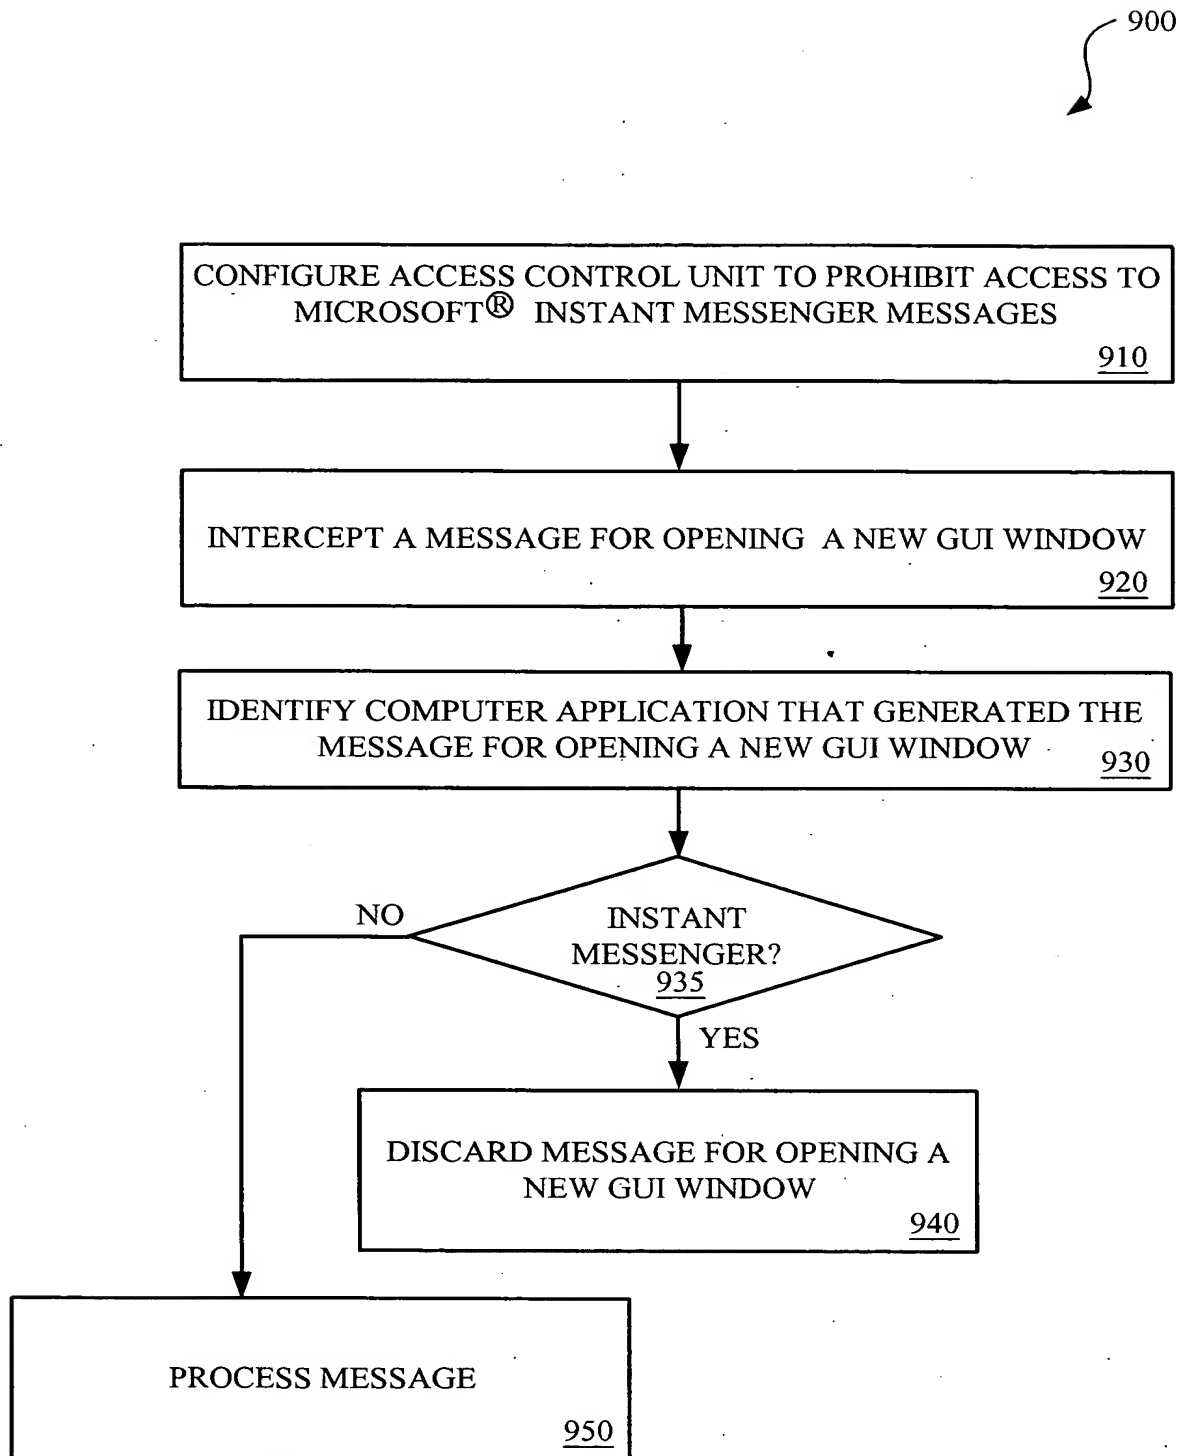 900
CONFIGURE ACCESS CONTROL UNIT TO PROHIBIT ACCESS TO
MICROSOFT® INSTANT MESSENGER MESSAGES
910
INTERCEPT A MESSAGE FOR OPENING A NEW GUI WINDOW
920
IDENTIFY COMPUTER APPLICATION THAT GENERATED THE
MESSAGE FOR OPENING A NEW GUI WINDOW
930
NO
INSTANT
MESSENGER?
935
YES
DISCARD MESSAGE FOR OPENING A
NEW GUI WINDOW
940
PROCESS MESSAGE
950